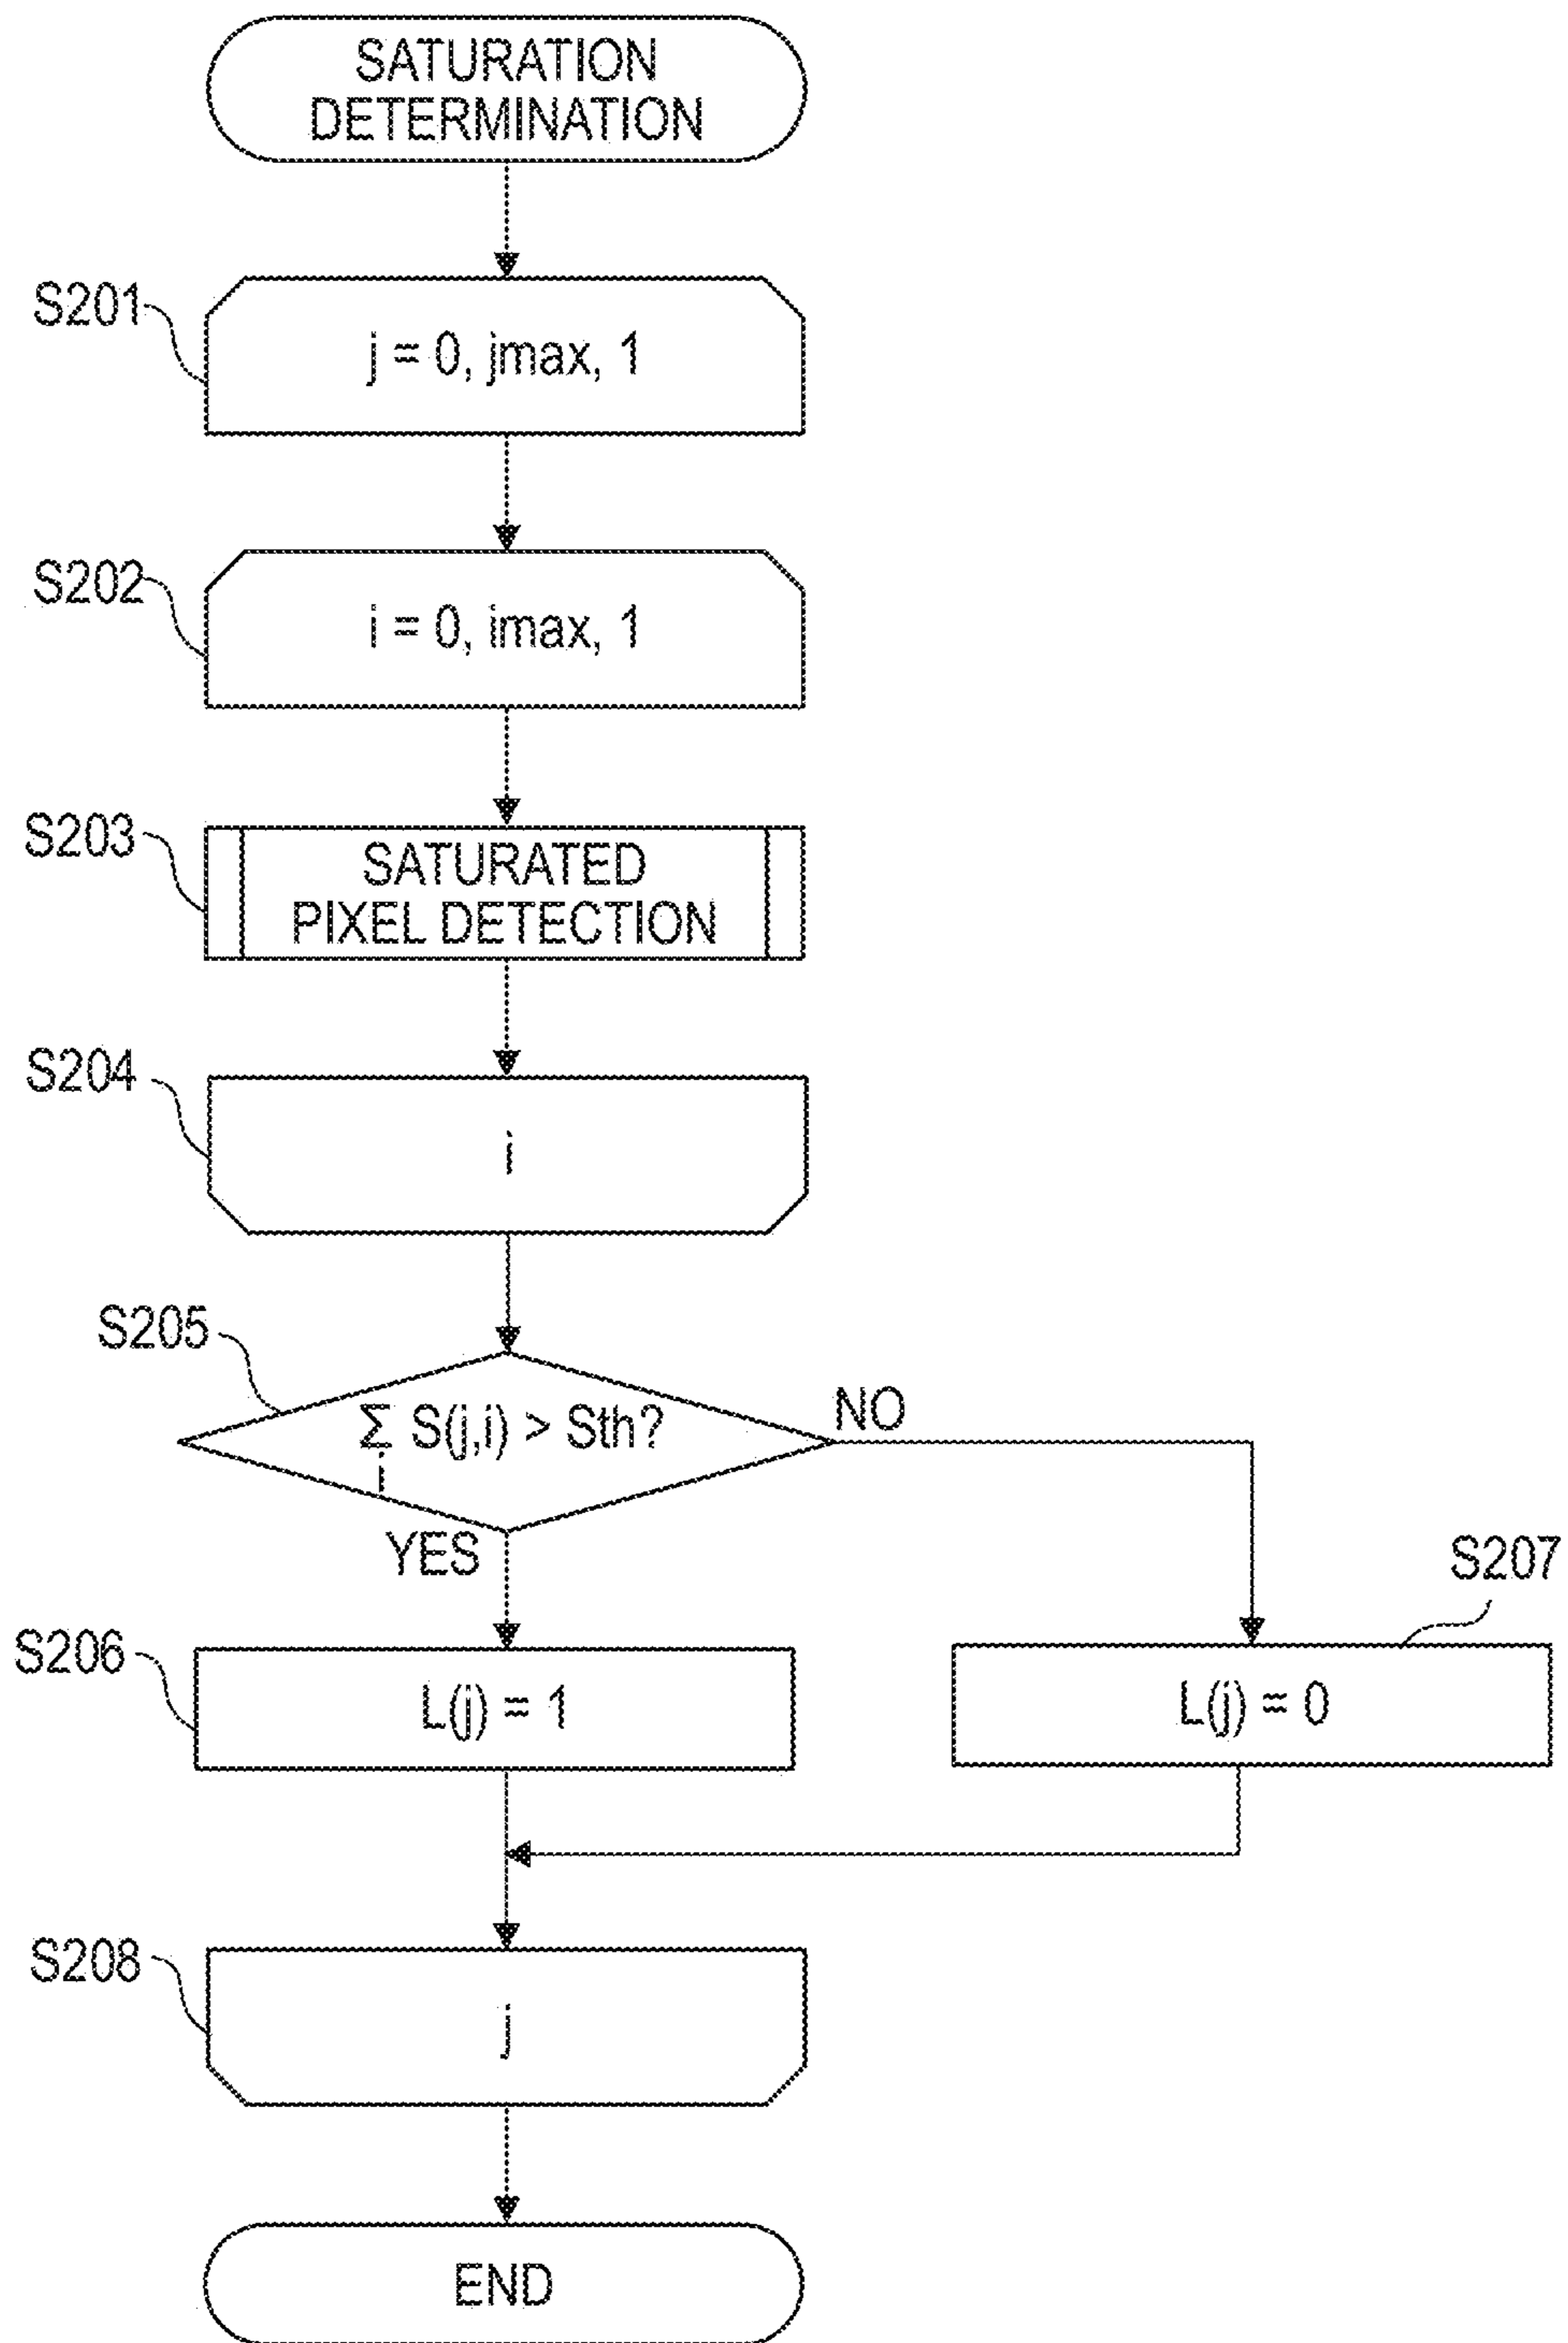 SATURATION
DETERMINATION
S201
j = 0, jmax, 1
S202
i = 0, imax, 1
S203
SATURATED
PIXEL DETECTION
S204
i
S205
Σ S(j,i) > Sth?
i
NO
YES
S206
L(j) = 1
S207
L(j) = 0
S208
j
END